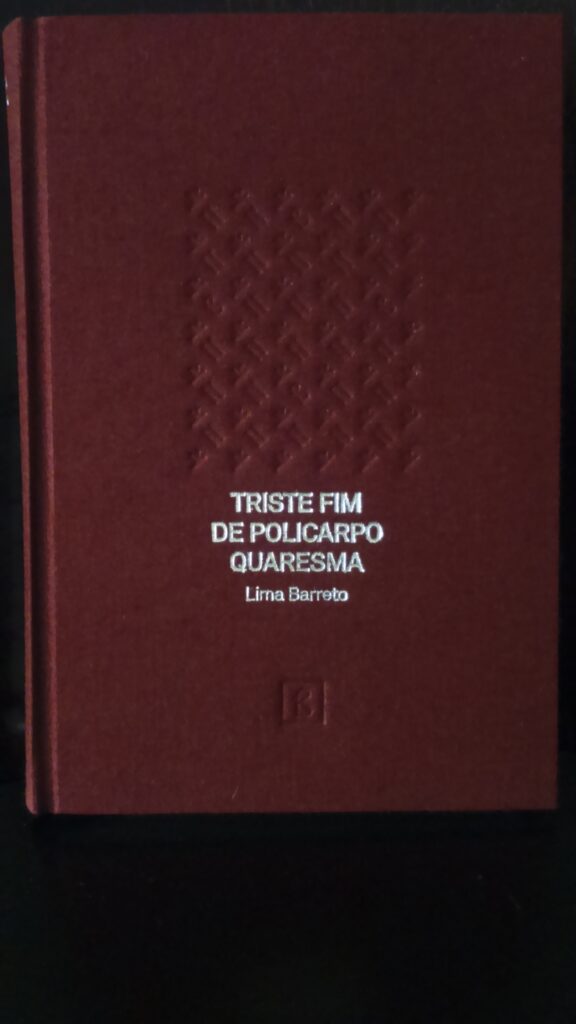 TRISTE FIM
DE POLICARPO
QUARESMA
Lima Barreto